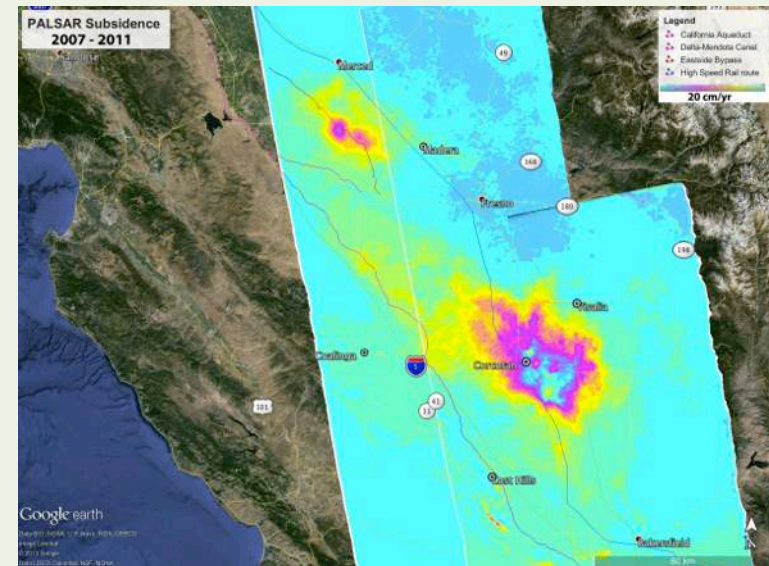 PALSAR Subsidence
2007 - 2011
Legend
California Aqueduct
Delta-Mendota Canal
Eastside Bypass
High Speed Rail route
20 cm/yr
49
Merced
Madera
168
Fresno
180
198
Visalia
Coalinga
Corcoran
5
41
33
101
Lost Hills
Google earth
Bakersfield
N
50 km